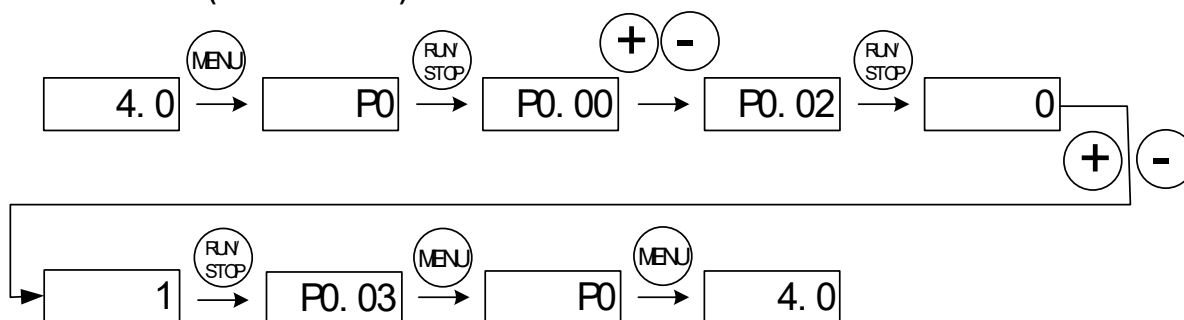 MENU RUN/ STOP + - RUN/ STOP
4. 0 P0 P0. 00 P0. 02 0
+ -
RUN/ STOP MENU MENU
1 P0. 03 P0 4. 0